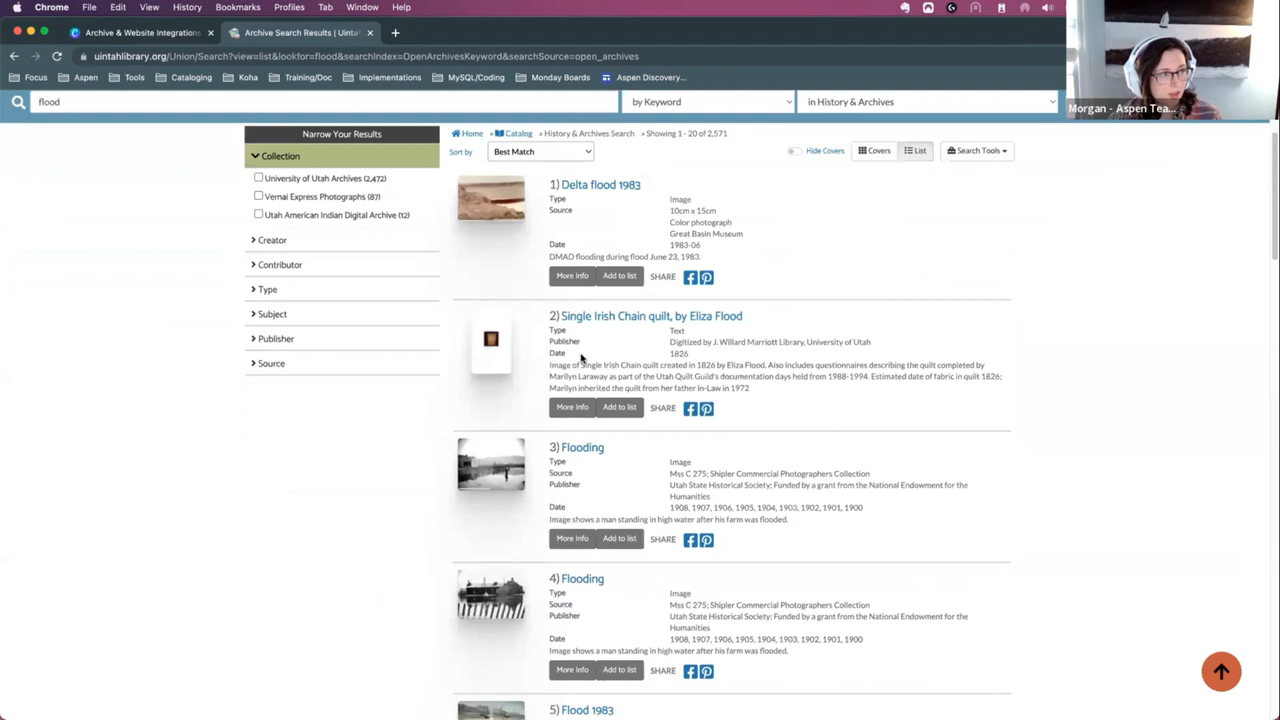 Chrome File Edit View History Bookmarks Profiles Tab Window Help
Archive & Website Integrations
Archive Search Results | Uinta
uintahlibrary.org/Union/Search?view=list&lookfor=flood&searchIndex=OpenArchivesKeyword&searchSource=open_archives
Focus Aspen Tools Cataloging Koha Training/Doc Implementations MySQL/Coding Monday Boards Aspen Discovery...
flood by Keyword in History & Archives
Morgan - Aspen Tea...
Narrow Your Results
Collection
University of Utah Archives (2,472)
Vernal Express Photographs (87)
Utah American Indian Digital Archive (12)
Creator
Contributor
Type
Subject
Publisher
Source
Home » Catalog » History & Archives Search » Showing 1 - 20 of 2,571
Sort by Best Match Hide Covers Covers List Search Tools
1) Delta flood 1983
Type Image
Source 10cm x 15cm
Color photograph
Great Basin Museum
Date 1983-06
DMAD flooding during flood June 23, 1983.
More Info Add to list SHARE
2) Single Irish Chain quilt, by Eliza Flood
Type Text
Publisher Digitized by J. Willard Marriott Library, University of Utah
Date 1826
Image of Single Irish Chain quilt created in 1826 by Eliza Flood. Also includes questionnaires describing the quilt completed by
Marilyn Laraway as part of the Utah Quilt Guild's documentation days held from 1988-1994. Estimated date of fabric in quilt 1826;
Marilyn inherited the quilt from her father in-Law in 1972
More Info Add to list SHARE
3) Flooding
Type Image
Source Mss C 275; Shipler Commercial Photographers Collection
Publisher Utah State Historical Society; Funded by a grant from the National Endowment for the
Humanities
Date 1908, 1907, 1906, 1905, 1904, 1903, 1902, 1901, 1900
Image shows a man standing in high water after his farm was flooded.
More Info Add to list SHARE
4) Flooding
Type Image
Source Mss C 275; Shipler Commercial Photographers Collection
Publisher Utah State Historical Society; Funded by a grant from the National Endowment for the
Humanities
Date 1908, 1907, 1906, 1905, 1904, 1903, 1902, 1901, 1900
Image shows a man standing in high water after his farm was flooded.
More Info Add to list SHARE
5) Flood 1983